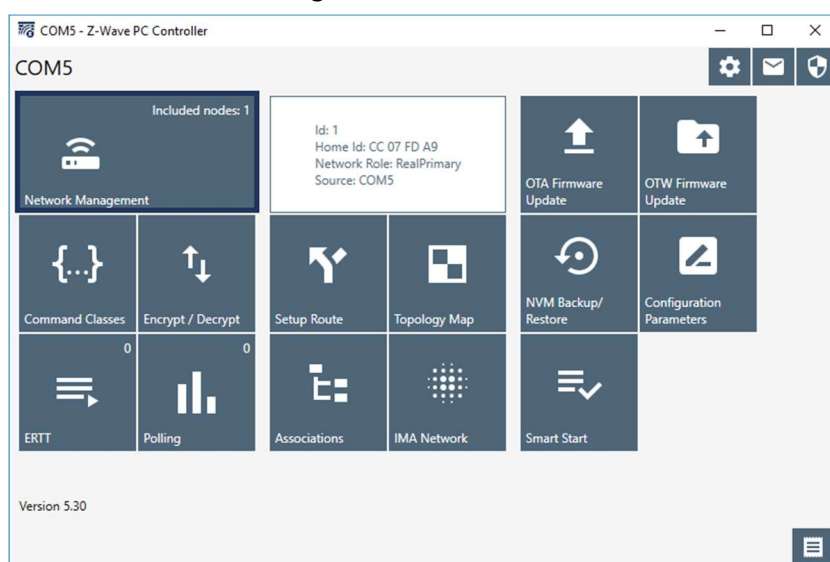 COM5 - Z-Wave PC Controller
COM5
Included nodes: 1
Network Management
Id: 1
Home Id: CC 07 FD A9
Network Role: RealPrimary
Source: COM5
OTA Firmware
Update
OTW Firmware
Update
Command Classes
Encrypt / Decrypt
Setup Route
Topology Map
NVM Backup/
Restore
Configuration
Parameters
0
ERTT
0
Polling
Associations
IMA Network
Smart Start
Version 5.30